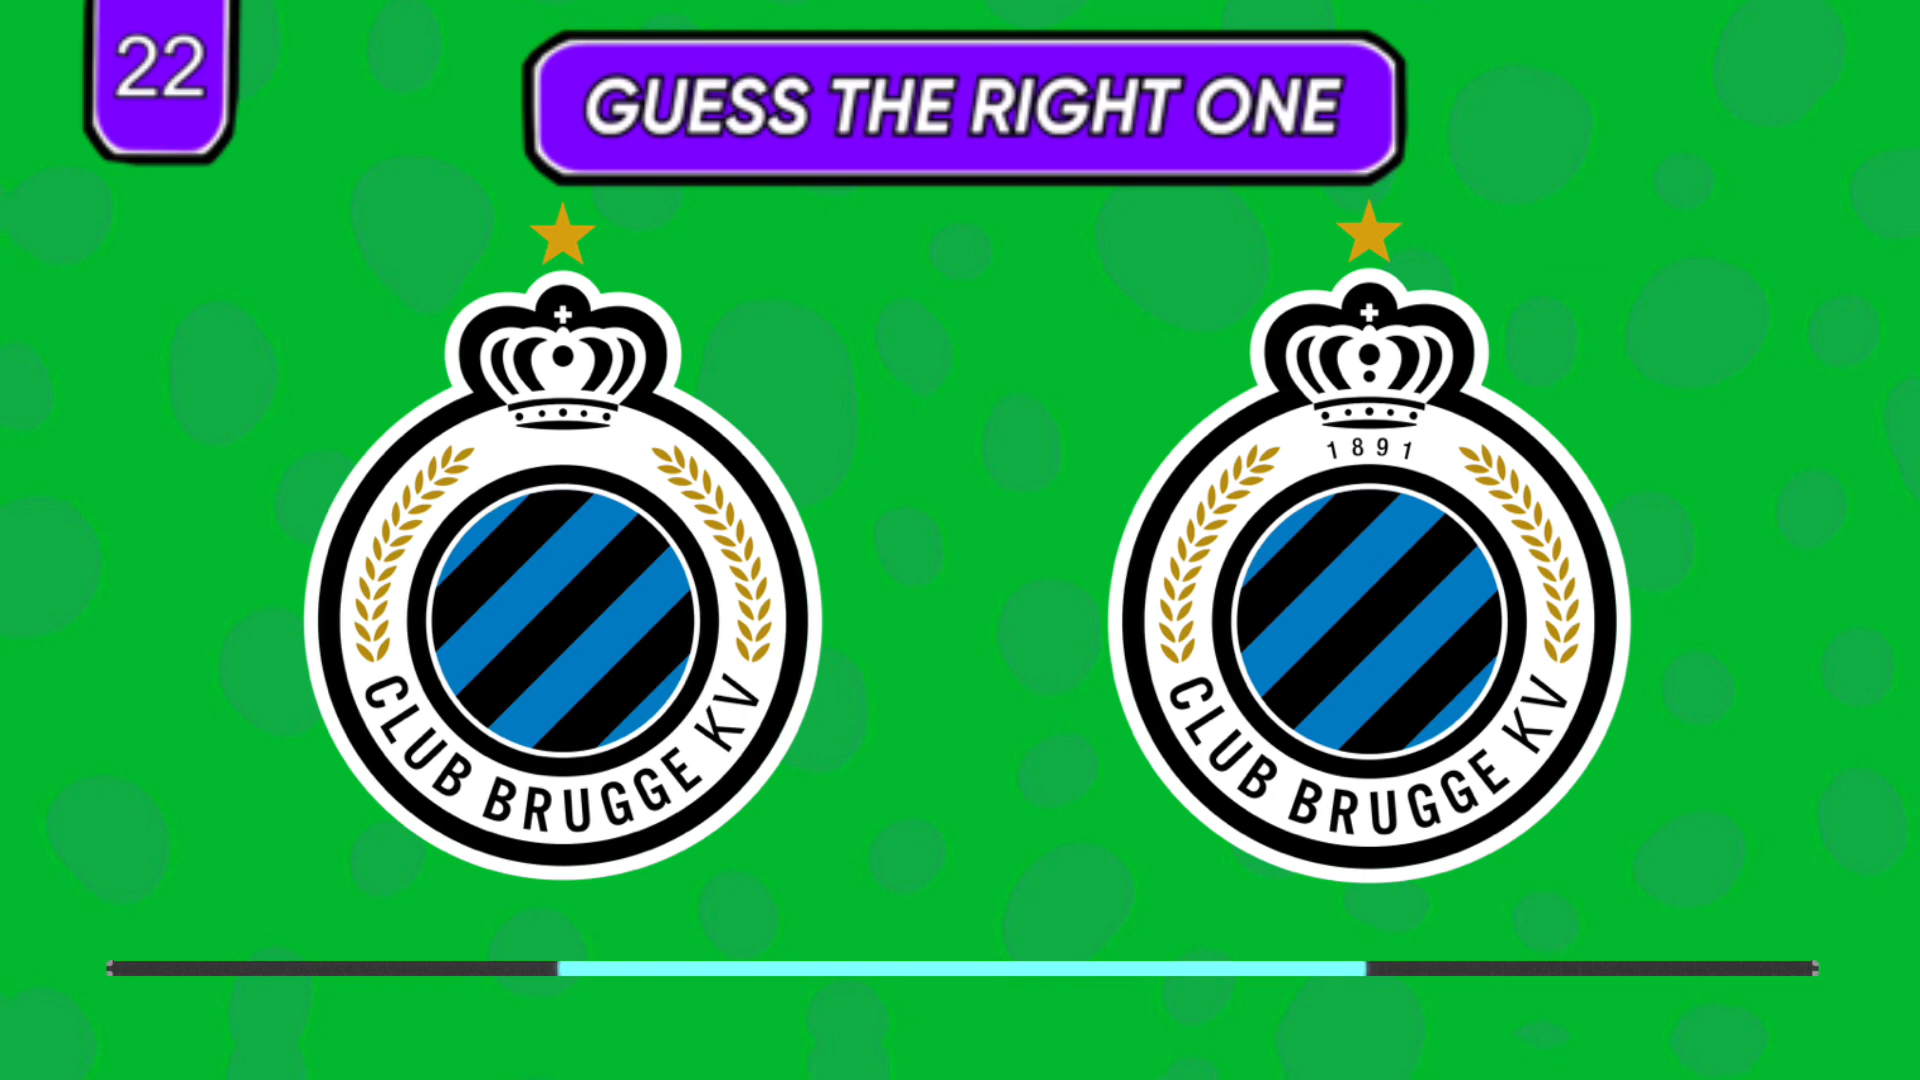 22
GUESS THE RIGHT ONE
CLUB BRUGGE KV
1891
CLUB BRUGGE KV